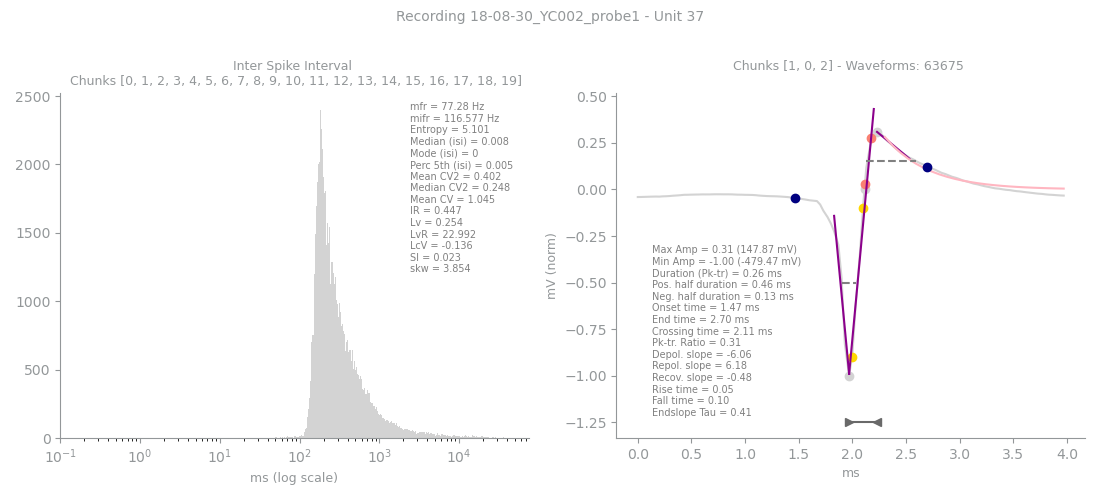 Recording 18-08-30_YC002_probe1 - Unit 37
Inter Spike Interval
Chunks [0, 1, 2, 3, 4, 5, 6, 7, 8, 9, 10, 11, 12, 13, 14, 15, 16, 17, 18, 19]
2500
2000
1500
1000
500
0
mfr = 77.28 Hz
mifr = 116.577 Hz
Entropy = 5.101
Median (isi) = 0.008
Mode (isi) = 0
Perc 5th (isi) = 0.005
Mean CV2 = 0.402
Median CV2 = 0.248
Mean CV = 1.045
IR = 0.447
Lv = 0.254
LvR = 22.992
LcV = -0.136
SI = 0.023
skw = 3.854
10⁻¹ 10⁰ 10¹ 10² 10³ 10⁴
ms (log scale)
Chunks [1, 0, 2] - Waveforms: 63675
mV (norm)
0.50
0.25
0.00
−0.25
−0.50
−0.75
−1.00
−1.25
Max Amp = 0.31 (147.87 mV)
Min Amp = -1.00 (-479.47 mV)
Duration (Pk-tr) = 0.26 ms
Pos. half duration = 0.46 ms
Neg. half duration = 0.13 ms
Onset time = 1.47 ms
End time = 2.70 ms
Crossing time = 2.11 ms
Pk-tr. Ratio = 0.31
Depol. slope = -6.06
Repol. slope = 6.18
Recov. slope = -0.48
Rise time = 0.05
Fall time = 0.10
Endslope Tau = 0.41
0.0 0.5 1.0 1.5 2.0 2.5 3.0 3.5 4.0
ms